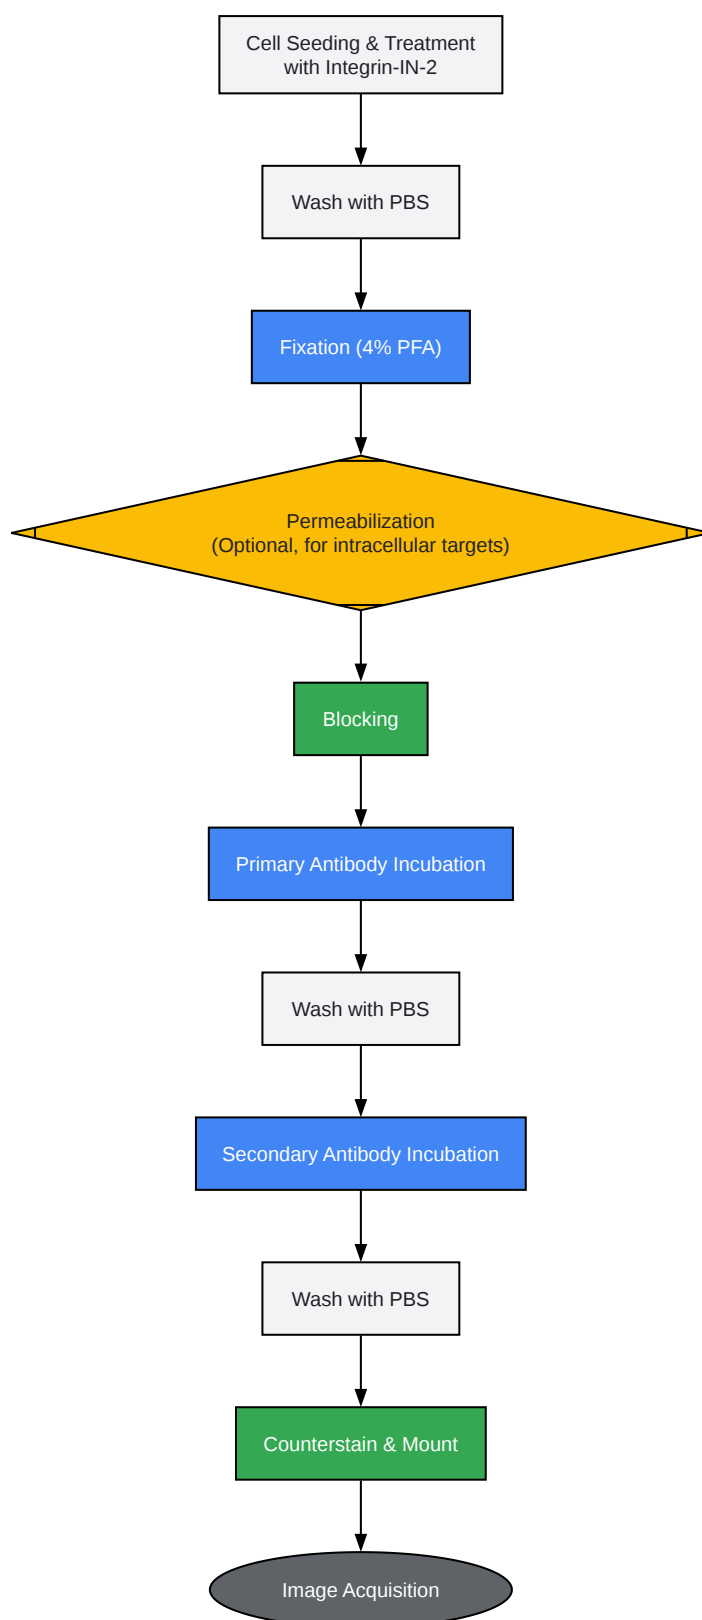 Cell Seeding & Treatment
with Integrin-IN-2
Wash with PBS
Fixation (4% PFA)
Permeabilization
(Optional, for intracellular targets)
Blocking
Primary Antibody Incubation
Wash with PBS
Secondary Antibody Incubation
Wash with PBS
Counterstain & Mount
Image Acquisition